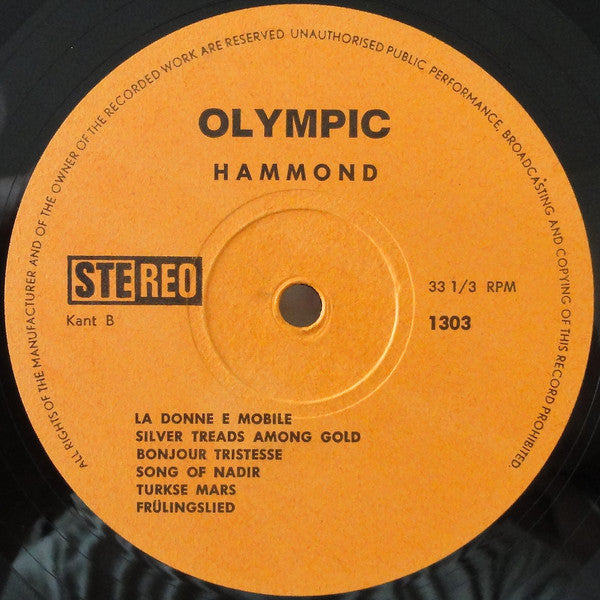 ALL RIGHTS OF THE MANUFACTURER AND OF THE OWNER OF THE RECORDED WORK ARE RESERVED UNAUTHORISED PUBLIC PERFORMANCE, BROADCASTING AND COPYING OF THIS RECORD PROHIBITED.
OLYMPIC
HAMMOND
STEREO
33 1/3 RPM
Kant B
1303
LA DONNE E MOBILE
SILVER TREADS AMONG GOLD
BONJOUR TRISTESSE
SONG OF NADIR
TURKSE MARS
FRÜLINGSLIED